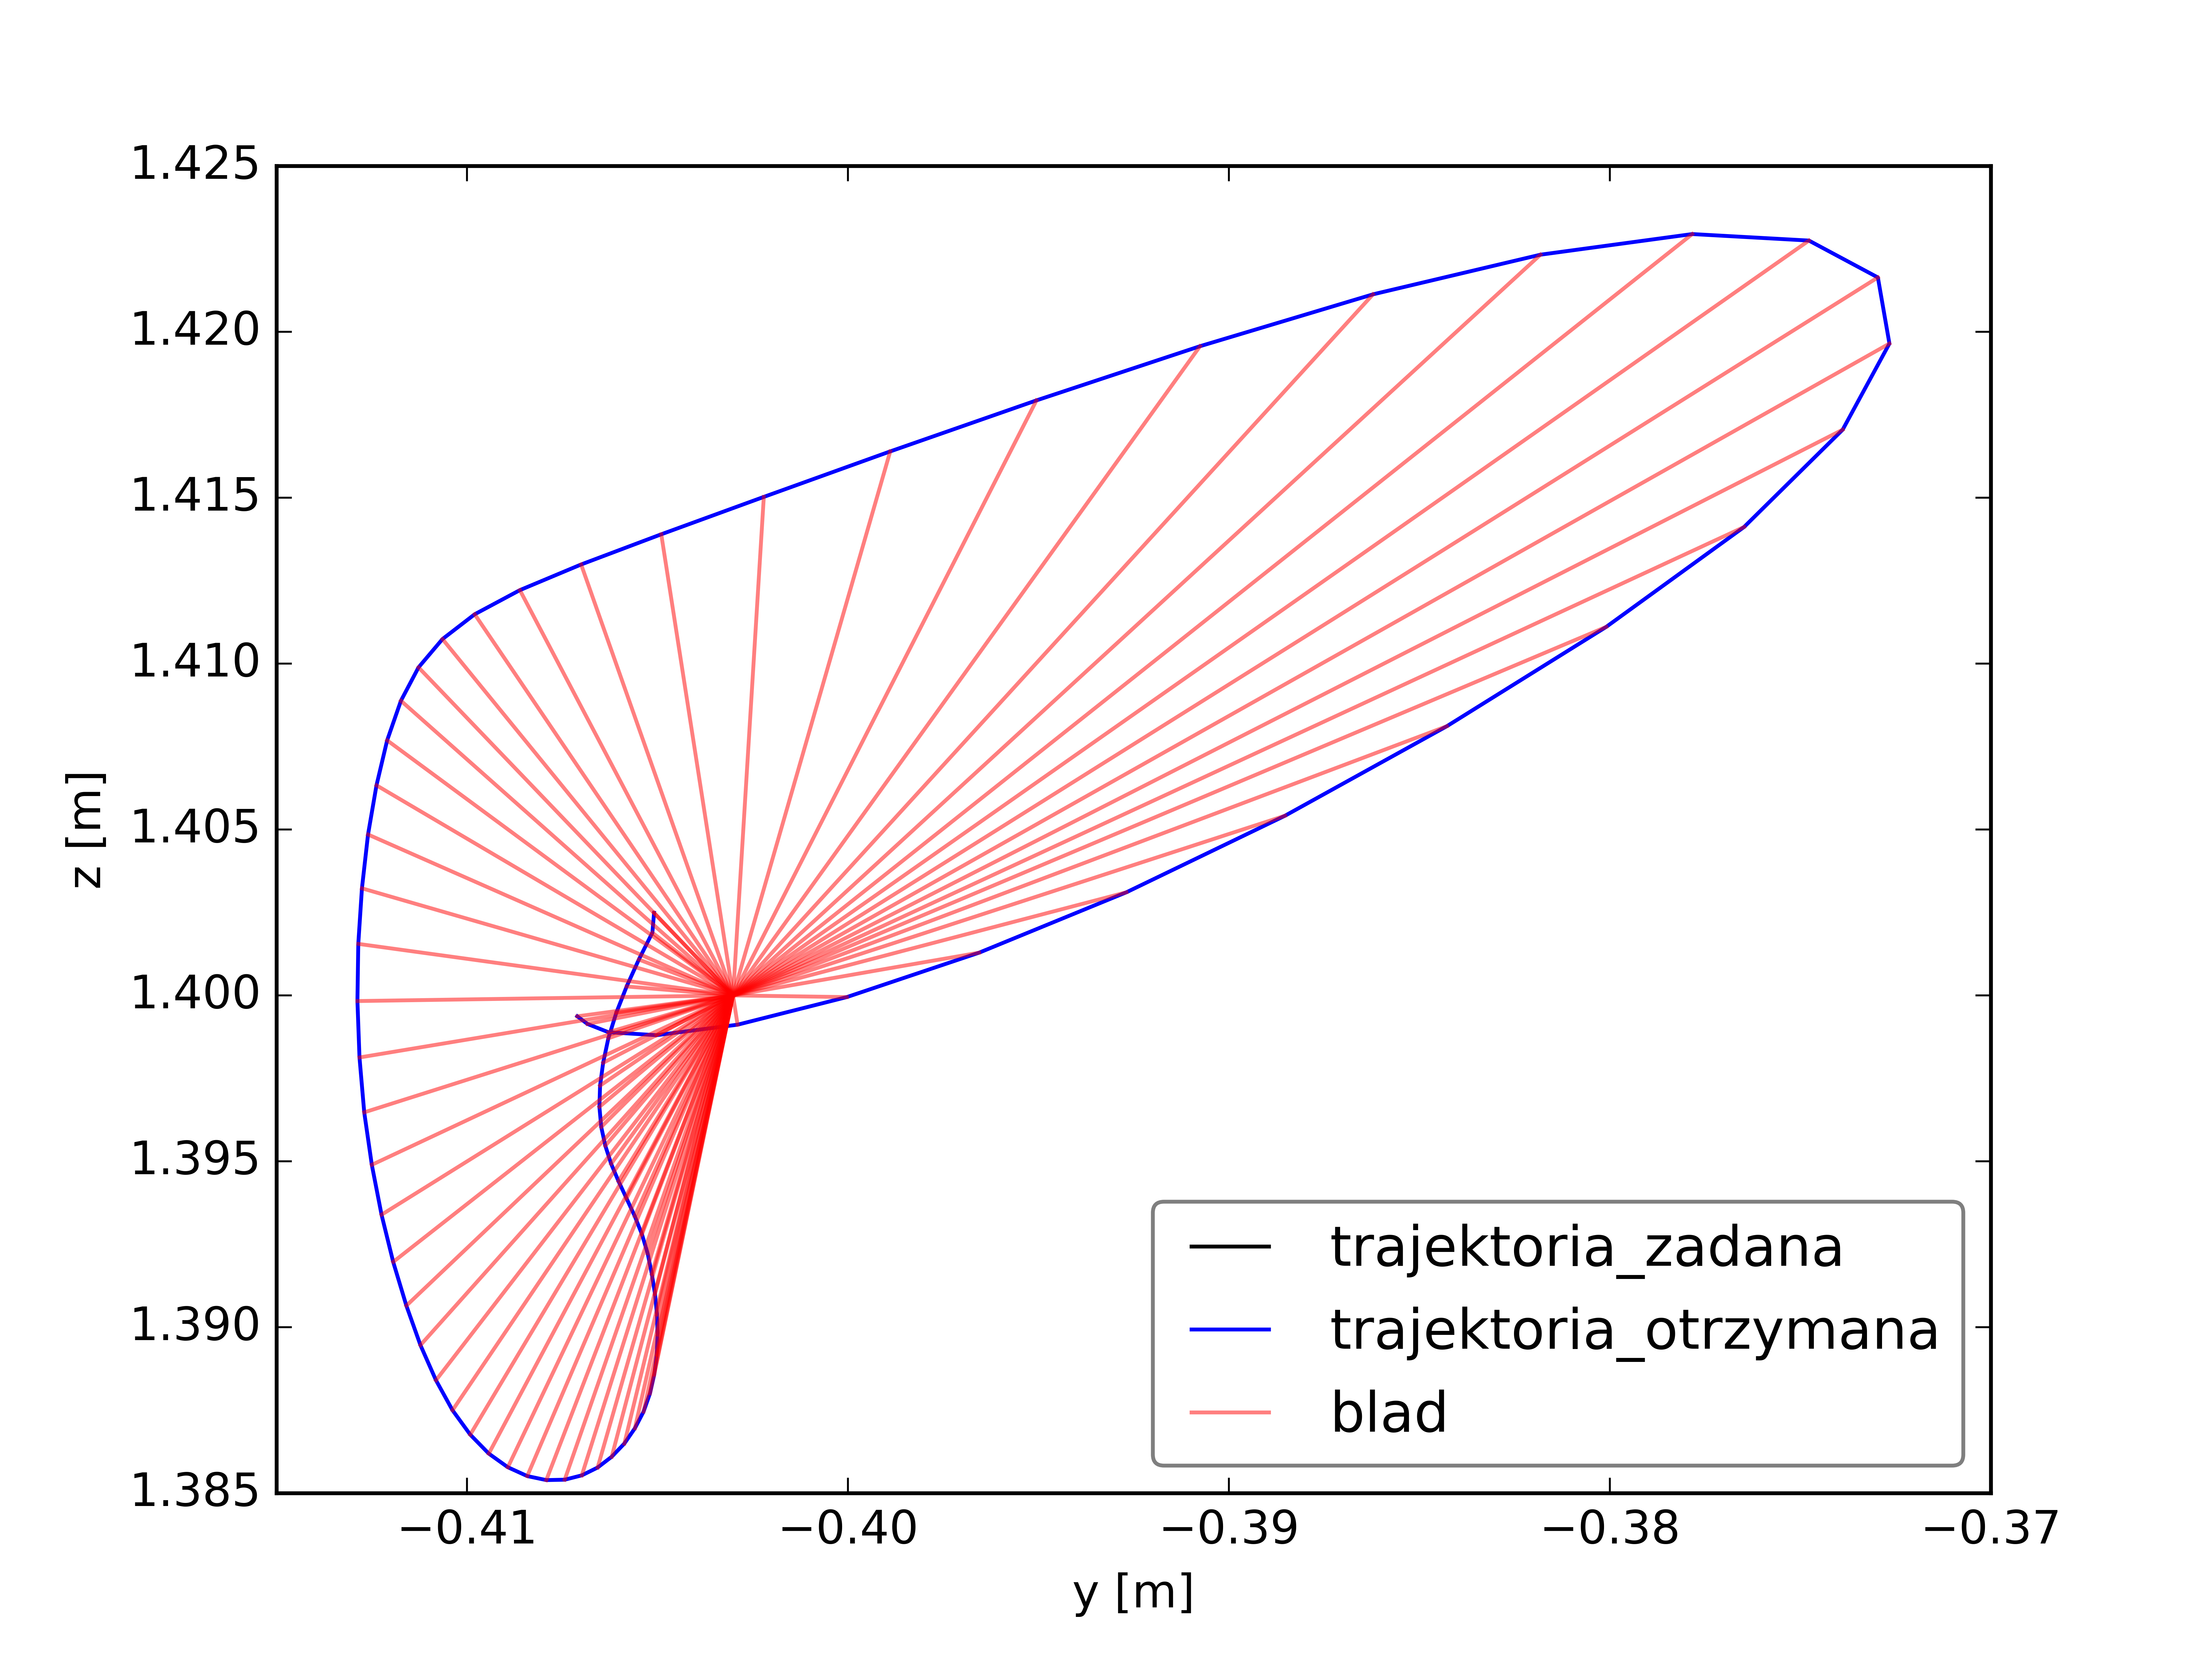 1.425
1.420
1.415
1.410
1.405
1.400
1.395
1.390
1.385
z [m]
−0.41 −0.40 −0.39 −0.38 −0.37
y [m]
trajektoria_zadana
trajektoria_otrzymana
blad